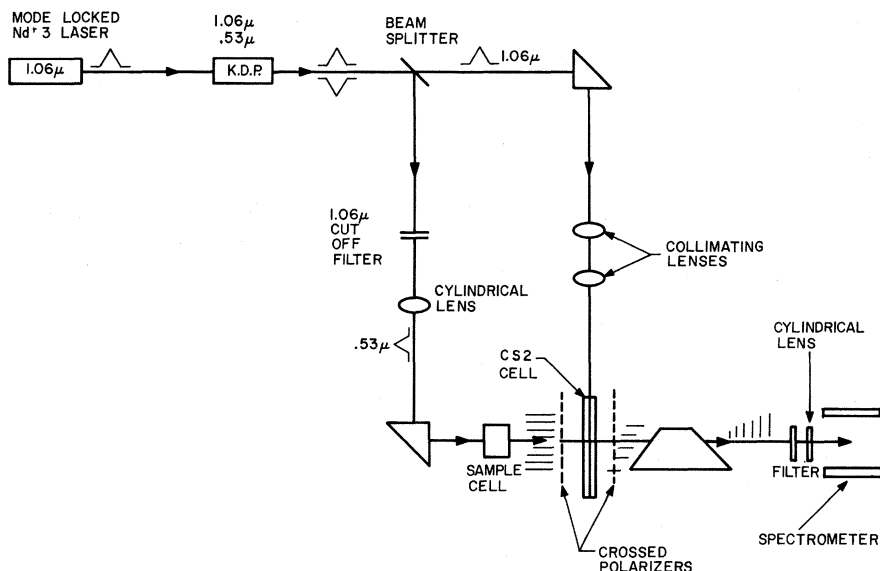 MODE LOCKED
Nd+3 LASER
1.06μ
1.06μ
.53μ
K.D.P.
BEAM
SPLITTER
1.06μ
1.06μ
CUT
OFF
FILTER
COLLIMATING
LENSES
CYLINDRICAL
LENS
.53μ
CS2
CELL
CYLINDRICAL
LENS
SAMPLE
CELL
FILTER
SPECTROMETER
CROSSED
POLARIZERS